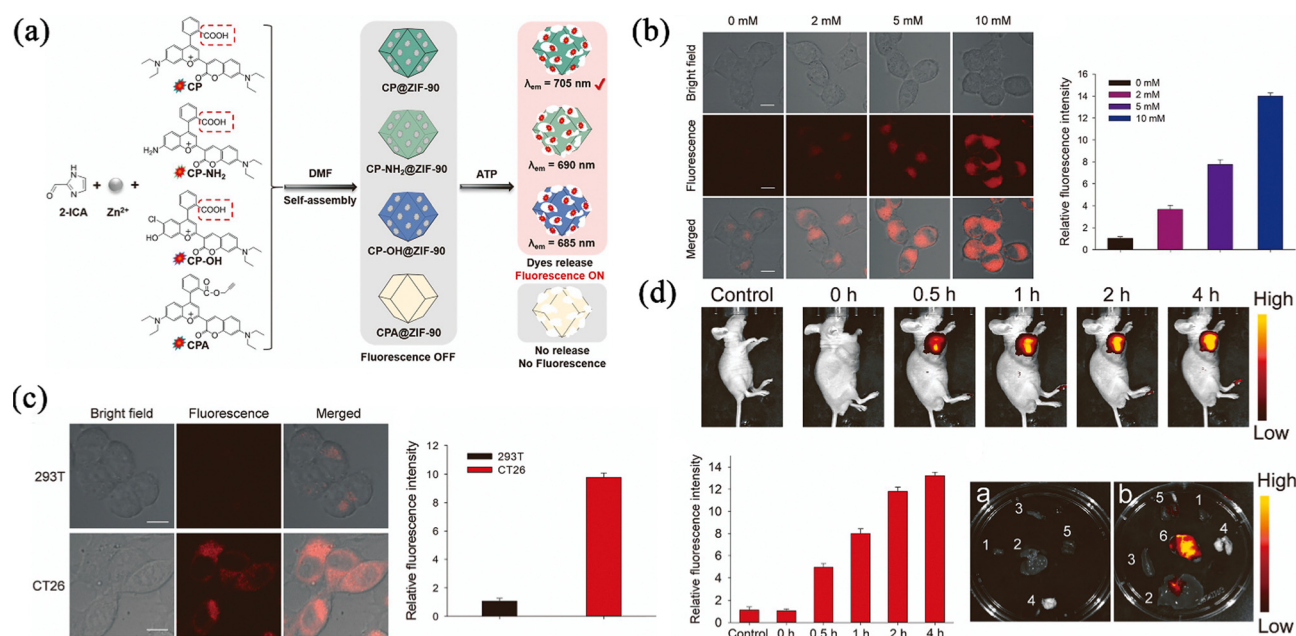 (a)
COOH
N
O+
O
O
N
CP
COOH
H₂N
O+
O
O
N
CP-NH₂
H
N
O
N
2-ICA
+
Zn²⁺
+
Cl
COOH
HO
O+
O
O
N
CP-OH
O
C-O
N
O+
O
O
N
CPA
DMF
Self-assembly
CP@ZIF-90
CP-NH₂@ZIF-90
CP-OH@ZIF-90
CPA@ZIF-90
Fluorescence OFF
ATP
λem = 705 nm ✓
λem = 690 nm
λem = 685 nm
Dyes release
Fluorescence ON
No release
No Fluorescence
(b)
0 mM 2 mM 5 mM 10 mM
Bright field
Fluorescence
Merged
Relative fluorescence intensity
16
14
12
10
8
6
4
2
0
0 mM
2 mM
5 mM
10 mM
(c)
Bright field Fluorescence Merged
293T
CT26
Relative fluorescence intensity
12
10
8
6
4
2
0
293T
CT26
(d)
Control 0 h 0.5 h 1 h 2 h 4 h
High
Low
Relative fluorescence intensity
14
12
10
8
6
4
2
0
Control 0 h 0.5 h 1 h 2 h 4 h
a
3
1 2 5
4
b
5 1
6 4
3
2
High
Low